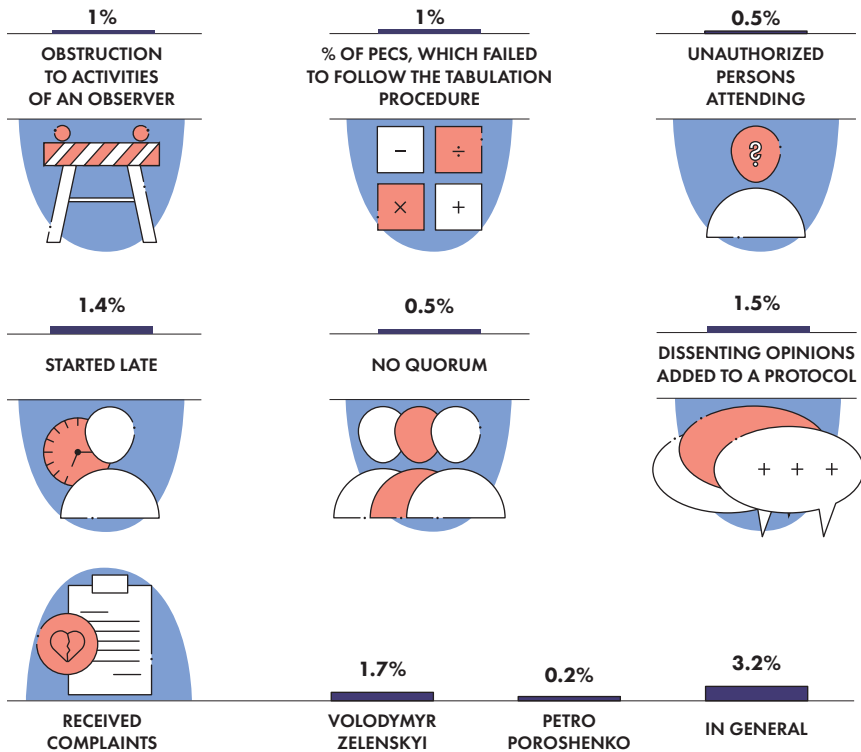 1%
OBSTRUCTION
TO ACTIVITIES
OF AN OBSERVER
1%
% OF PECS, WHICH FAILED
TO FOLLOW THE TABULATION
PROCEDURE
0.5%
UNAUTHORIZED
PERSONS
ATTENDING
− ÷
× +
?
1.4%
STARTED LATE
0.5%
NO QUORUM
1.5%
DISSENTING OPINIONS
ADDED TO A PROTOCOL
+ + +
RECEIVED
COMPLAINTS
1.7%
VOLODYMYR
ZELENSKYI
0.2%
PETRO
POROSHENKO
3.2%
IN GENERAL